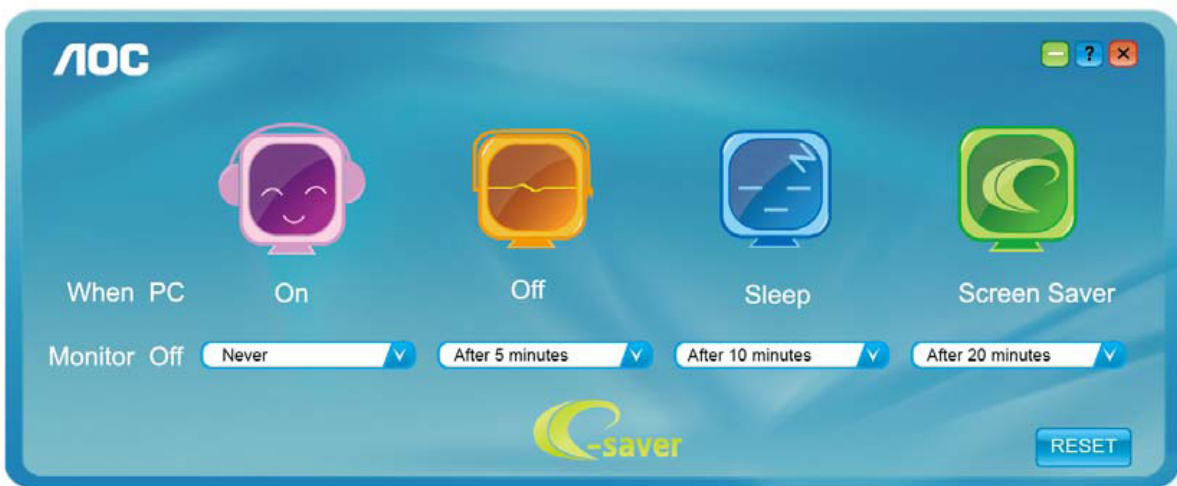 AOC
?
When PC On Off Sleep Screen Saver
Monitor Off Never After 5 minutes After 10 minutes After 20 minutes
e-saver
RESET